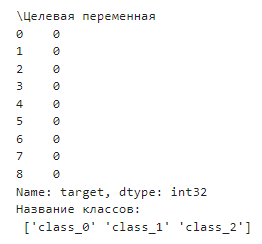 \Целевая переменная
0    0
1    0
2    0
3    0
4    0
5    0
6    0
7    0
8    0
Name: target, dtype: int32
Название классов:
 ['class_0' 'class_1' 'class_2']